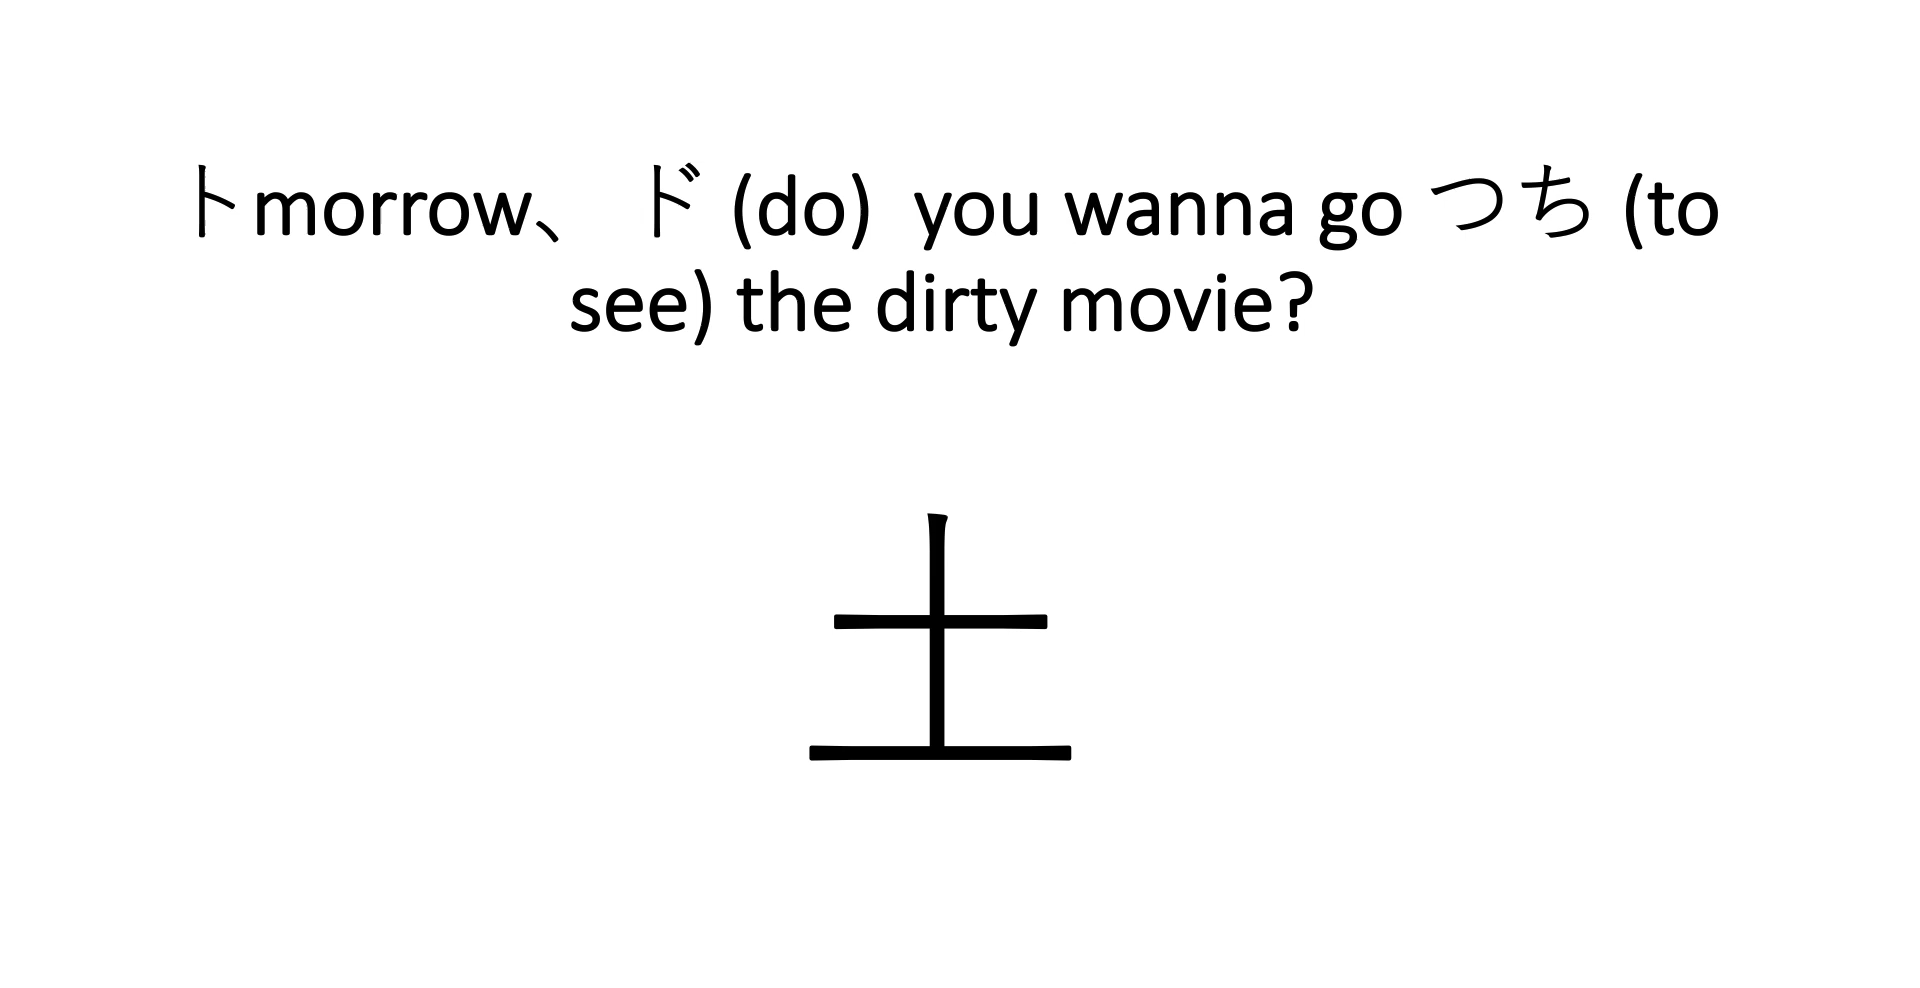 トmorrow、 ド (do)  you wanna go つち (to
see) the dirty movie?
土